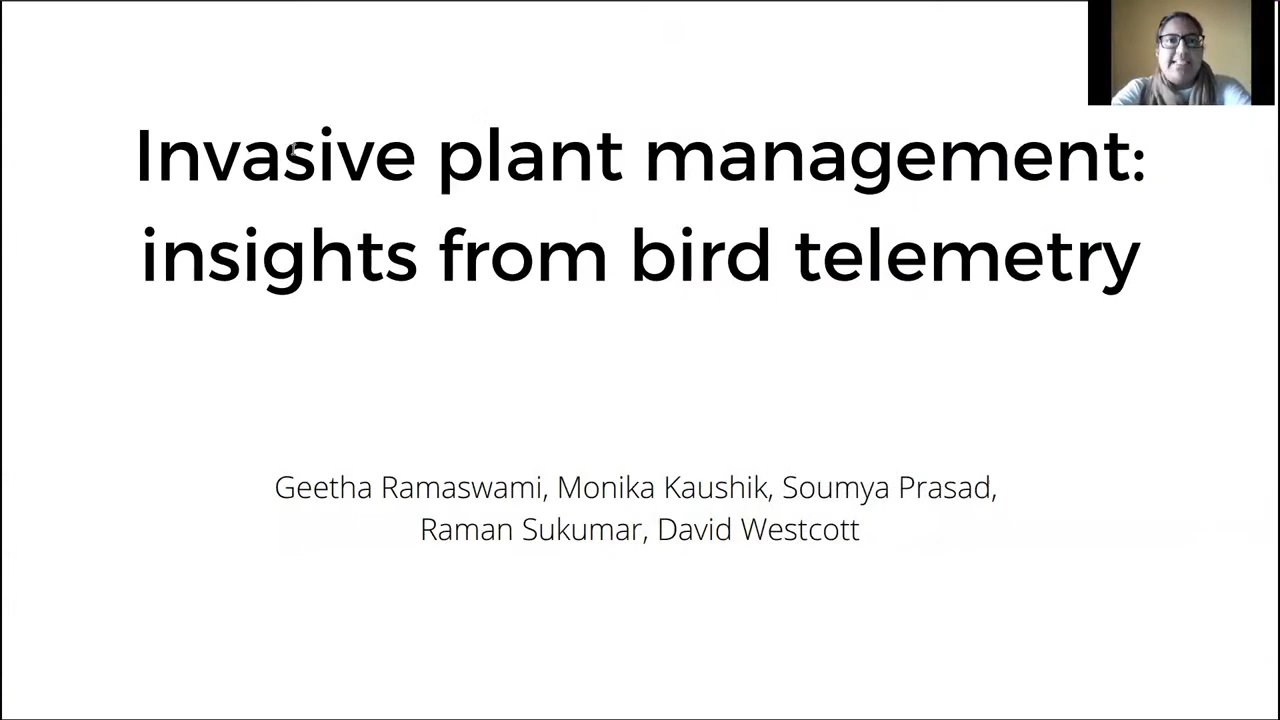 Invasive plant management:
insights from bird telemetry
Geetha Ramaswami, Monika Kaushik, Soumya Prasad,
Raman Sukumar, David Westcott